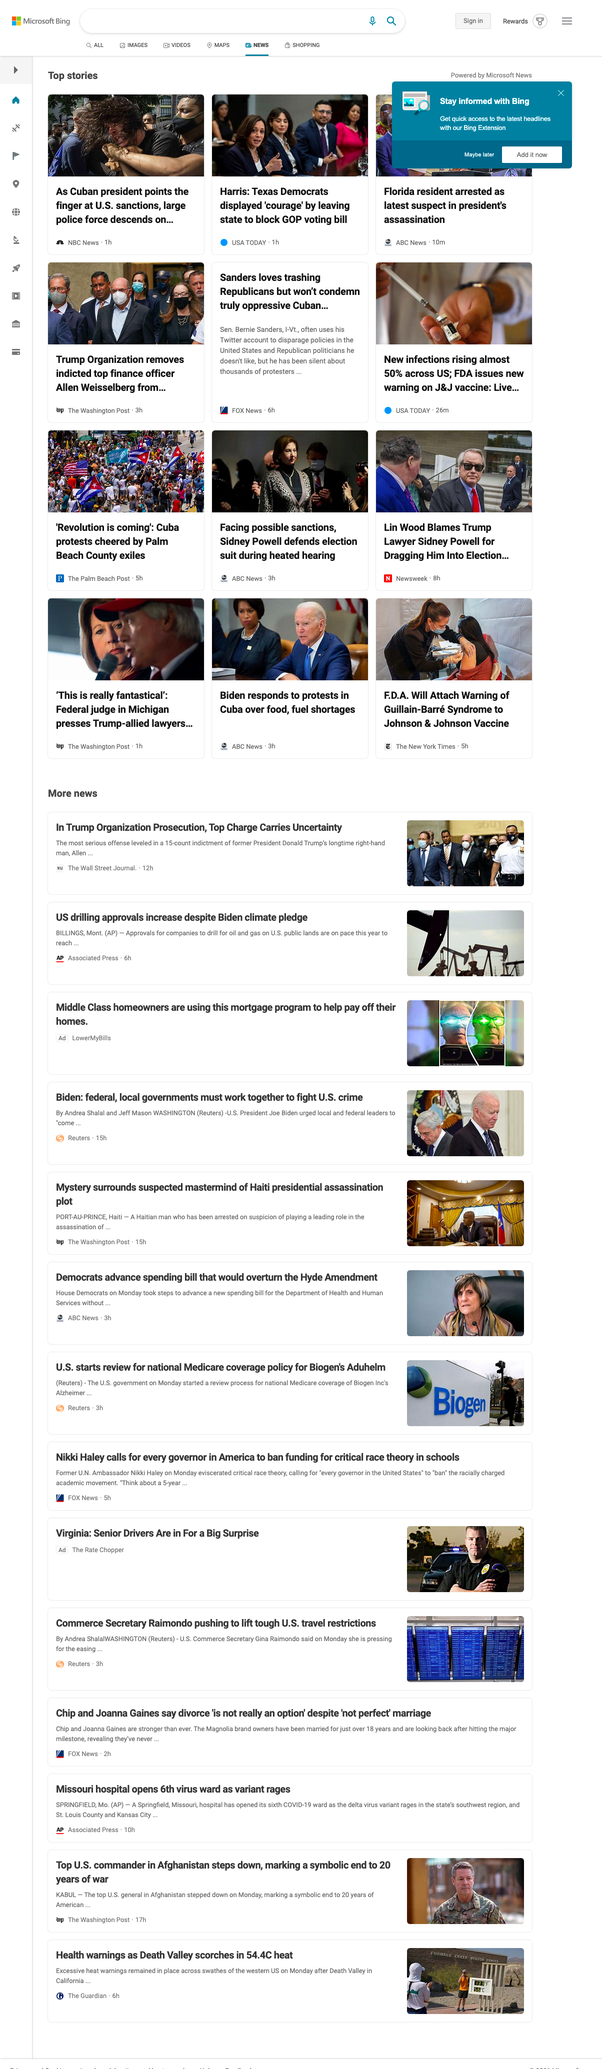 Microsoft Bing
Sign in
Rewards
ALL
IMAGES
VIDEOS
MAPS
NEWS
SHOPPING
Top stories
Powered by Microsoft News
Stay informed with Bing
Get quick access to the latest headlines
with our Bing Extension
Maybe later
Add it now
As Cuban president points the
finger at U.S. sanctions, large
police force descends on...
NBC News · 1h
Harris: Texas Democrats
displayed 'courage' by leaving
state to block GOP voting bill
USA TODAY · 1h
Florida resident arrested as
latest suspect in president's
assassination
ABC News · 10m
Trump Organization removes
indicted top finance officer
Allen Weisselberg from...
The Washington Post · 3h
Sanders loves trashing
Republicans but won't condemn
truly oppressive Cuban...
Sen. Bernie Sanders, I-Vt., often uses his
Twitter account to disparage policies in the
United States and Republican politicians he
doesn't like, but he has been silent about
thousands of protesters ...
FOX News · 6h
New infections rising almost
50% across US; FDA issues new
warning on J&J vaccine: Live...
USA TODAY · 26m
'Revolution is coming': Cuba
protests cheered by Palm
Beach County exiles
The Palm Beach Post · 5h
Facing possible sanctions,
Sidney Powell defends election
suit during heated hearing
ABC News · 3h
Lin Wood Blames Trump
Lawyer Sidney Powell for
Dragging Him Into Election...
Newsweek · 8h
'This is really fantastical':
Federal judge in Michigan
presses Trump-allied lawyers...
The Washington Post · 1h
Biden responds to protests in
Cuba over food, fuel shortages
ABC News · 3h
F.D.A. Will Attach Warning of
Guillain-Barré Syndrome to
Johnson & Johnson Vaccine
The New York Times · 5h
More news
In Trump Organization Prosecution, Top Charge Carries Uncertainty
The most serious offense leveled in a 15-count indictment of former President Donald Trump's longtime right-hand
man, Allen ...
The Wall Street Journal. · 12h
US drilling approvals increase despite Biden climate pledge
BILLINGS, Mont. (AP) — Approvals for companies to drill for oil and gas on U.S. public lands are on pace this year to
reach ...
AP Associated Press · 6h
Middle Class homeowners are using this mortgage program to help pay off their
homes.
Ad LowerMyBills
Biden: federal, local governments must work together to fight U.S. crime
By Andrea Shalal and Jeff Mason WASHINGTON (Reuters) -U.S. President Joe Biden urged local and federal leaders to
"come ...
Reuters · 15h
Mystery surrounds suspected mastermind of Haiti presidential assassination
plot
PORT-AU-PRINCE, Haiti — A Haitian man who has been arrested on suspicion of playing a leading role in the
assassination of ...
The Washington Post · 15h
Democrats advance spending bill that would overturn the Hyde Amendment
House Democrats on Monday took steps to advance a new spending bill for the Department of Health and Human
Services without ...
ABC News · 3h
U.S. starts review for national Medicare coverage policy for Biogen's Aduhelm
(Reuters) - The U.S. government on Monday started a review process for national Medicare coverage of Biogen Inc's
Alzheimer ...
Reuters · 3h
Biogen
Nikki Haley calls for every governor in America to ban funding for critical race theory in schools
Former U.N. Ambassador Nikki Haley on Monday eviscerated critical race theory, calling for "every governor in the United States" to "ban" the racially charged
academic movement. "Think about a 5-year ...
FOX News · 5h
Virginia: Senior Drivers Are in For a Big Surprise
Ad The Rate Chopper
Commerce Secretary Raimondo pushing to lift tough U.S. travel restrictions
By Andrea ShalalWASHINGTON (Reuters) - U.S. Commerce Secretary Gina Raimondo said on Monday she is pressing
for the easing ...
Reuters · 3h
Chip and Joanna Gaines say divorce 'is not really an option' despite 'not perfect' marriage
Chip and Joanna Gaines are stronger than ever. The Magnolia brand owners have been married for just over 18 years and are looking back after hitting the major
milestone, revealing they've never ...
FOX News · 2h
Missouri hospital opens 6th virus ward as variant rages
SPRINGFIELD, Mo. (AP) — A Springfield, Missouri, hospital has opened its sixth COVID-19 ward as the delta virus variant rages in the state's southwest region, and
St. Louis County and Kansas City ...
AP Associated Press · 10h
Top U.S. commander in Afghanistan steps down, marking a symbolic end to 20
years of war
KABUL — The top U.S. general in Afghanistan stepped down on Monday, marking a symbolic end to 20 years of
American ...
The Washington Post · 17h
Health warnings as Death Valley scorches in 54.4C heat
Excessive heat warnings remained in place across swathes of the western US on Monday after Death Valley in
California ...
The Guardian · 6h